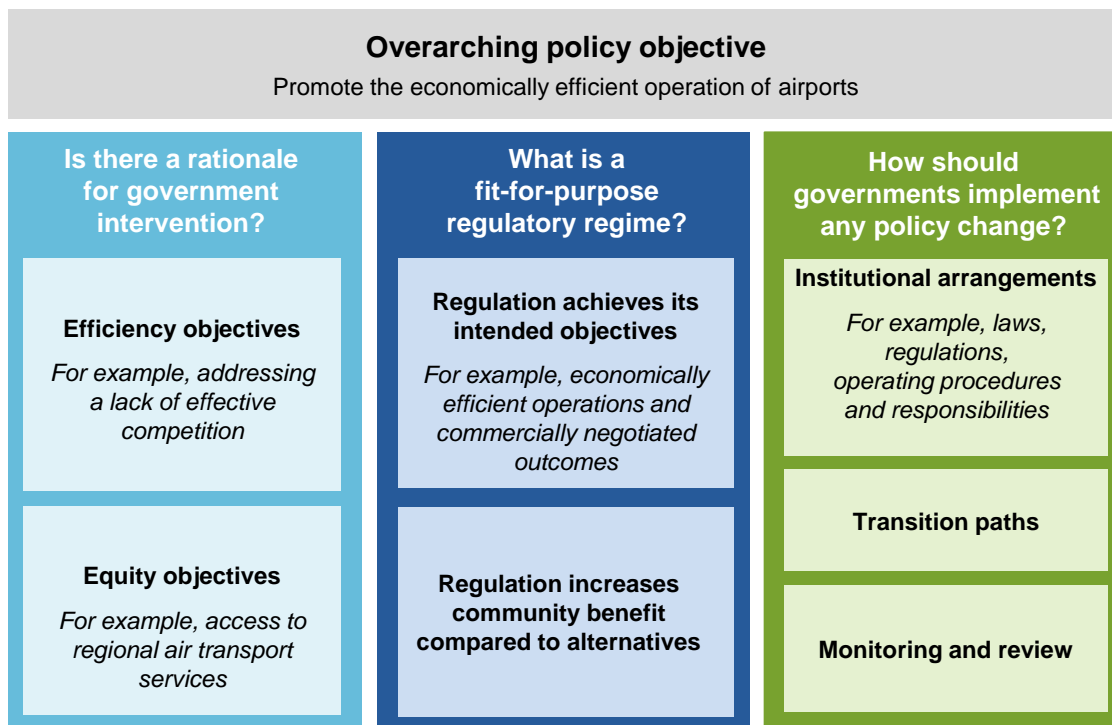 Overarching policy objective
Promote the economically efficient operation of airports
Is there a rationale
for government
intervention?
Efficiency objectives
For example, addressing
a lack of effective
competition
Equity objectives
For example, access to
regional air transport
services
What is a
fit-for-purpose
regulatory regime?
Regulation achieves its
intended objectives
For example, economically
efficient operations and
commercially negotiated
outcomes
Regulation increases
community benefit
compared to alternatives
How should
governments implement
any policy change?
Institutional arrangements
For example, laws,
regulations,
operating procedures
and responsibilities
Transition paths
Monitoring and review